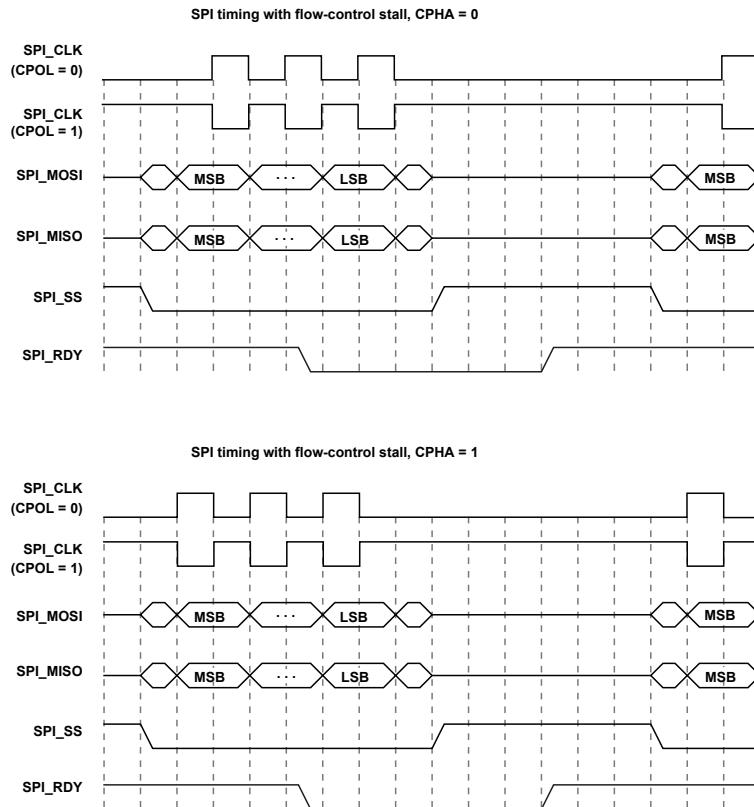 SPI timing with flow-control stall, CPHA = 0
SPI_CLK
(CPOL = 0)
SPI_CLK
(CPOL = 1)
SPI_MOSI MSB ... LSB MSB
SPI_MISO MSB ... LSB MSB
SPI_SS
SPI_RDY
SPI timing with flow-control stall, CPHA = 1
SPI_CLK
(CPOL = 0)
SPI_CLK
(CPOL = 1)
SPI_MOSI MSB ... LSB MSB
SPI_MISO MSB ... LSB MSB
SPI_SS
SPI_RDY